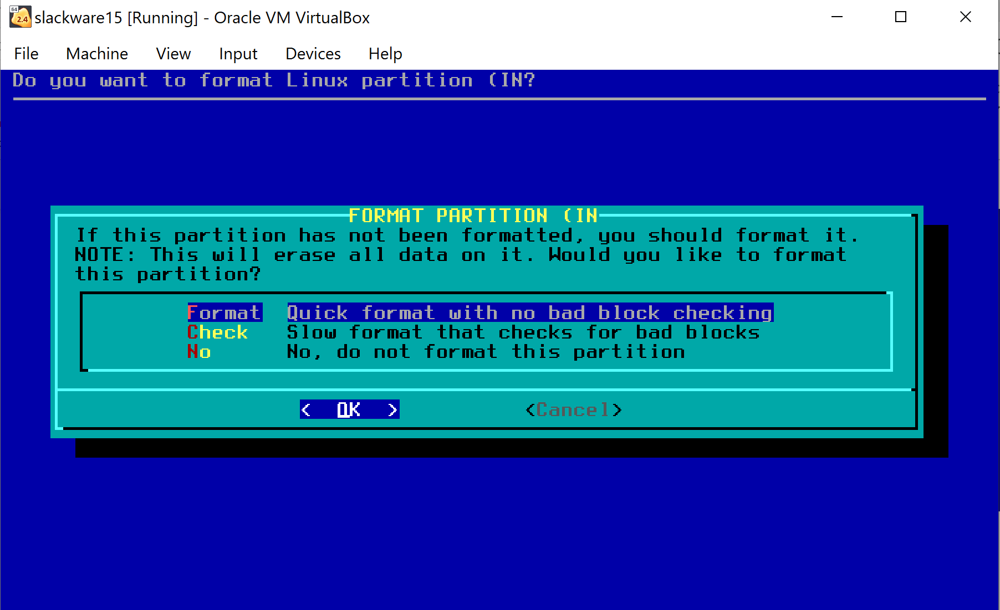 64
2.4
slackware15 [Running] - Oracle VM VirtualBox
File Machine View Input Devices Help
Do you want to format Linux partition (IN?
FORMAT PARTITION (IN
If this partition has not been formatted, you should format it.
NOTE: This will erase all data on it. Would you like to format
this partition?
Format Quick format with no bad block checking
Check Slow format that checks for bad blocks
No No, do not format this partition
< OK > <Cancel>